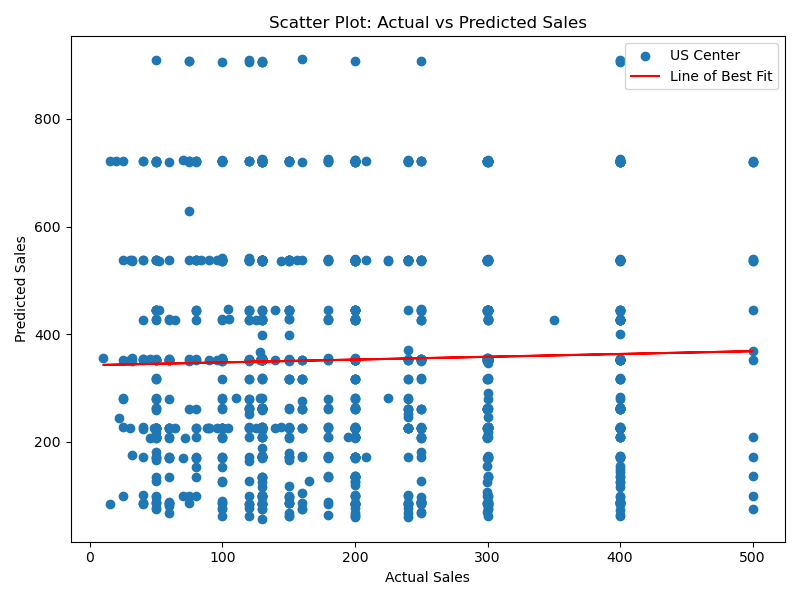 Scatter Plot: Actual vs Predicted Sales
US Center
Line of Best Fit
Predicted Sales
800
600
400
200
0
100
200
300
400
500
Actual Sales